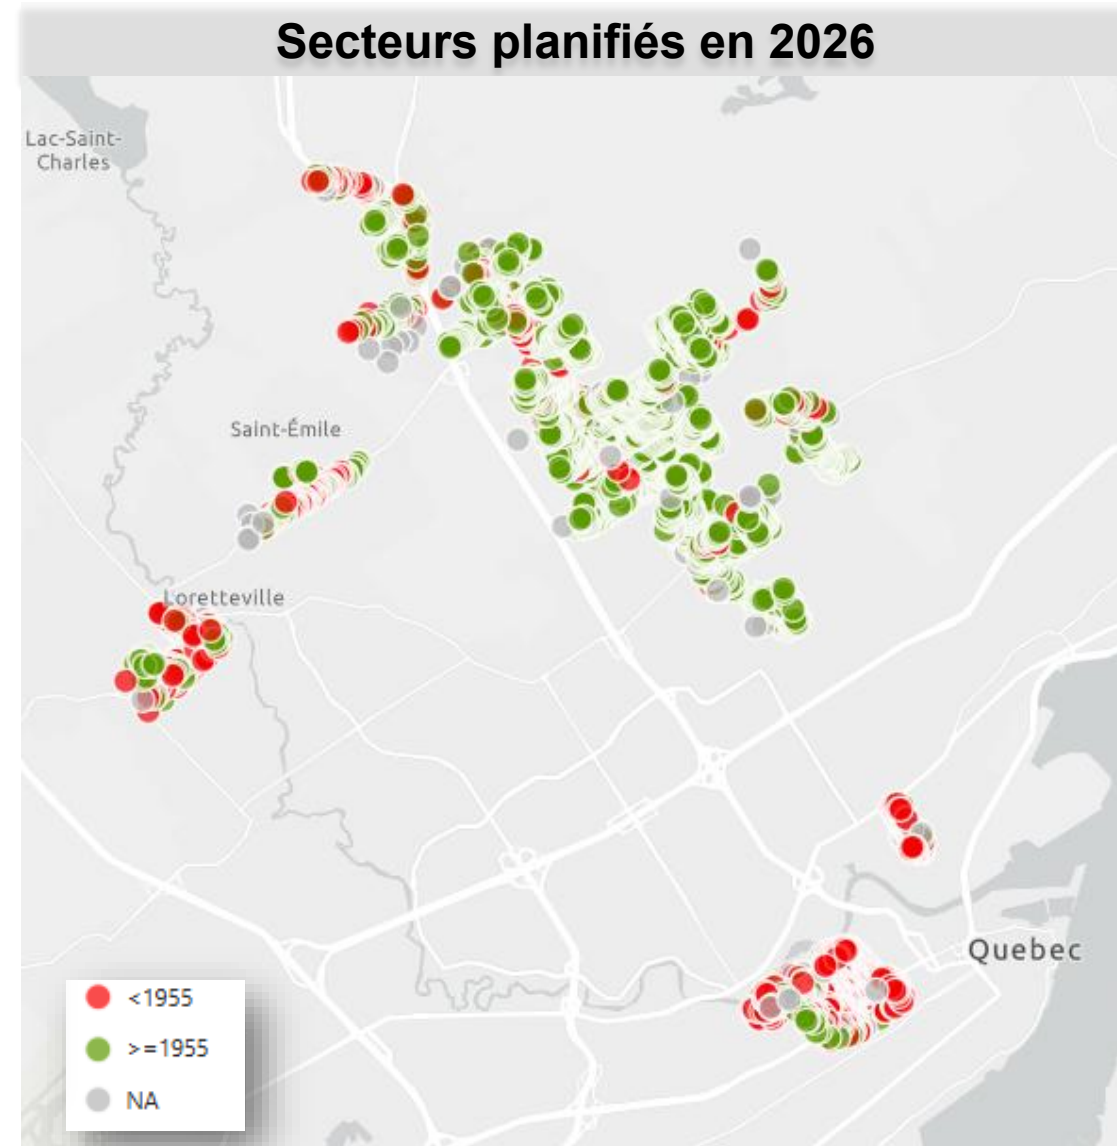 Secteurs planifiés en 2026
Lac-Saint-
Charles
Saint-Émile
Loretteville
Quebec
<1955
>=1955
NA